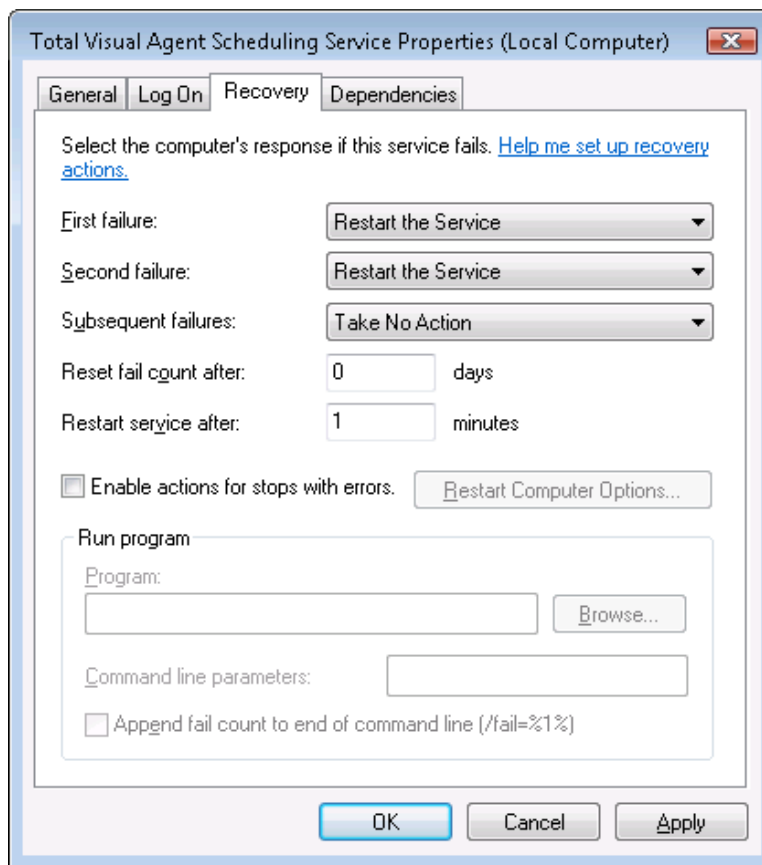 Total Visual Agent Scheduling Service Properties (Local Computer)
General Log On Recovery Dependencies
Select the computer's response if this service fails. Help me set up recovery
actions.
First failure: Restart the Service
Second failure: Restart the Service
Subsequent failures: Take No Action
Reset fail count after: 0 days
Restart service after: 1 minutes
Enable actions for stops with errors. Restart Computer Options...
Run program
Program:
Browse...
Command line parameters:
Append fail count to end of command line (/fail=%1%)
OK Cancel Apply